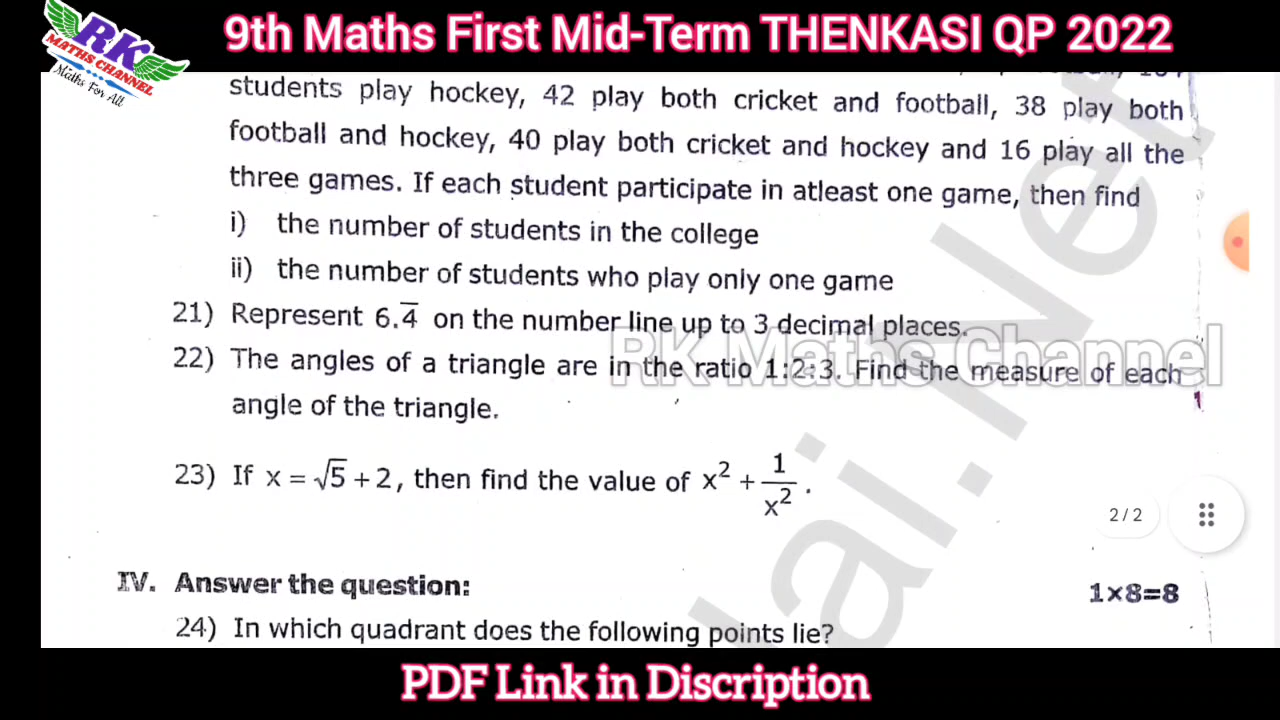 9th Maths First Mid-Term THENKASI QP 2022
RK
MATHS CHANNEL
Maths For All
students play hockey, 42 play both cricket and football, 38 play both
football and hockey, 40 play both cricket and hockey and 16 play all the
three games. If each student participate in atleast one game, then find
i) the number of students in the college
ii) the number of students who play only one game
21) Represent 6.4̅ on the number line up to 3 decimal places.
RK Maths Channel
22) The angles of a triangle are in the ratio 1:2:3. Find the measure of each
angle of the triangle.
23) If x = √5 + 2, then find the value of x² + 1/x².
2 / 2
IV. Answer the question: 1×8=8
24) In which quadrant does the following points lie?
PDF Link in Discription